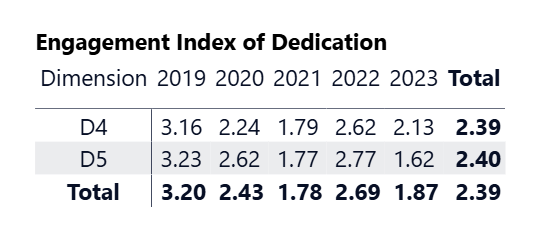 Engagement Index of Dedication
Dimension 2019 2020 2021 2022 2023 Total
D4 3.16 2.24 1.79 2.62 2.13 2.39
D5 3.23 2.62 1.77 2.77 1.62 2.40
Total 3.20 2.43 1.78 2.69 1.87 2.39